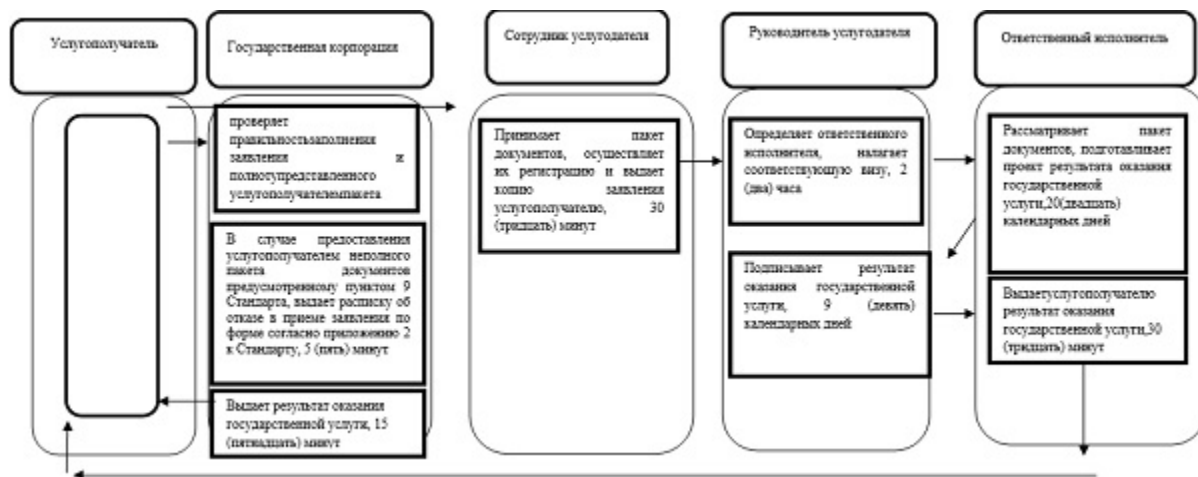 Услугополучатель
Государственная корпорация
Сотрудник услугодателя
Руководитель услугодателя
Ответственный исполнитель
проверяет
правильностьзаполнения
заявления и
полнотупредставленного
услугополучателемпакета
В случае предоставления
услугополучателем неполного
пакета документов
предусмотренному пунктом 9
Стандарта, выдает расписку об
отказе в приеме заявления по
форме согласно приложению 2
к Стандарту, 5 (пять) минут
Выдает результат оказания
государственной услуги, 15
(пятнадцать) минут
Принимает пакет
документов, осуществляет
их регистрацию и выдает
копию заявления
услугополучателю, 30
(тридцать) минут
Определяет ответственного
исполнителя, налагает
соответствующую визу, 2
(два) часа
Подписывает результат
оказания государственной
услуги, 9 (девять)
календарных дней
Рассматривает пакет
документов, подготавливает
проект результата оказания
государственной
услуги,20(двадцать)
календарных дней
Выдаетуслугополучателю
результат оказания
государственной услуги,30
(тридцать) минут